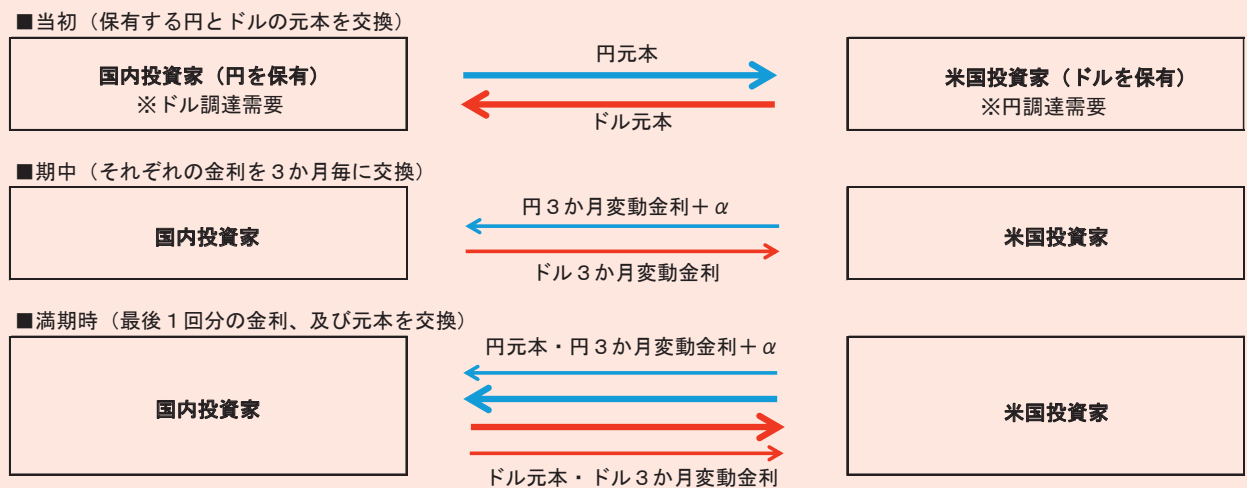 ■当初（保有する円とドルの元本を交換）
国内投資家（円を保有）
※ドル調達需要
円元本
ドル元本
米国投資家（ドルを保有）
※円調達需要
■期中（それぞれの金利を３か月毎に交換）
国内投資家
円３か月変動金利＋α
ドル３か月変動金利
米国投資家
■満期時（最後１回分の金利、及び元本を交換）
国内投資家
円元本・円３か月変動金利＋α
ドル元本・ドル３か月変動金利
米国投資家